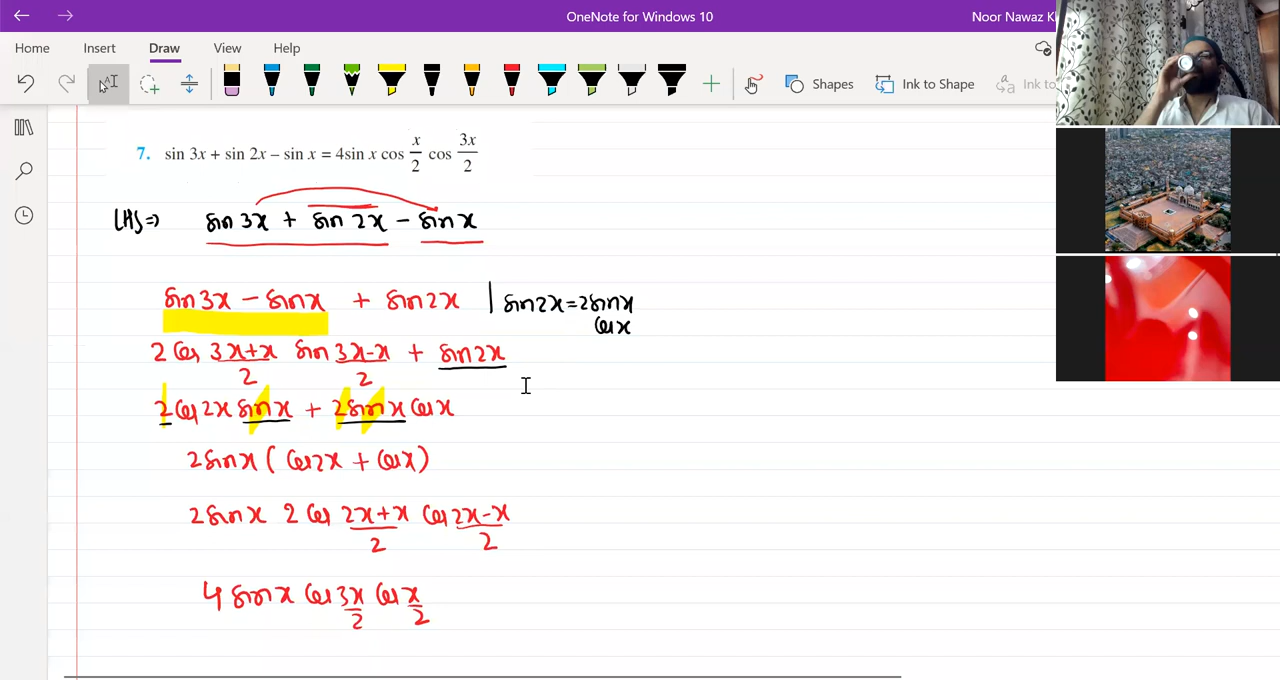 OneNote for Windows 10
Noor Nawaz Kh
Home Insert Draw View Help
Shapes Ink to Shape Ink to
7. sin 3x + sin 2x – sin x = 4sin x cos x/2 cos 3x/2
LHS ⇒ sin 3x + sin 2x − sin x
sin 3x − sin x + sin 2x | sin 2x = 2 sin x
cos x
2 cos (3x+x)/2 sin (3x−x)/2 + sin 2x
2 cos 2x sin x + 2 sin x cos x
2 sin x ( cos 2x + cos x )
2 sin x 2 cos (2x+x)/2 cos (2x−x)/2
4 sin x cos 3x/2 cos x/2